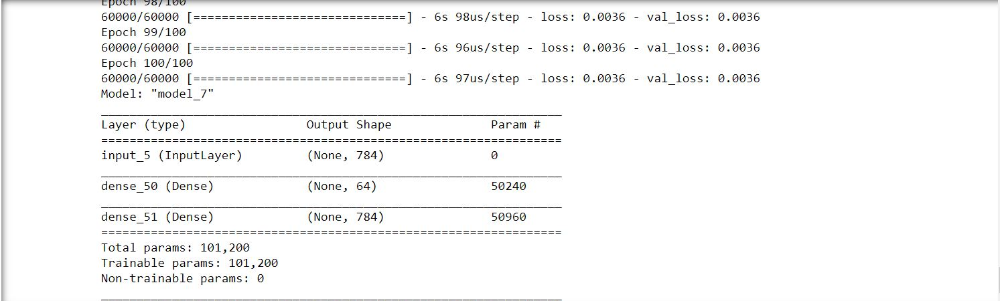 Epoch 98/100
60000/60000 [==============================] - 6s 98us/step - loss: 0.0036 - val_loss: 0.0036
Epoch 99/100
60000/60000 [==============================] - 6s 96us/step - loss: 0.0036 - val_loss: 0.0036
Epoch 100/100
60000/60000 [==============================] - 6s 97us/step - loss: 0.0036 - val_loss: 0.0036
Model: "model_7"
_________________________________________________________________
Layer (type)                 Output Shape              Param #
=================================================================
input_5 (InputLayer)         (None, 784)               0
_________________________________________________________________
dense_50 (Dense)             (None, 64)                50240
_________________________________________________________________
dense_51 (Dense)             (None, 784)               50960
=================================================================
Total params: 101,200
Trainable params: 101,200
Non-trainable params: 0
_________________________________________________________________